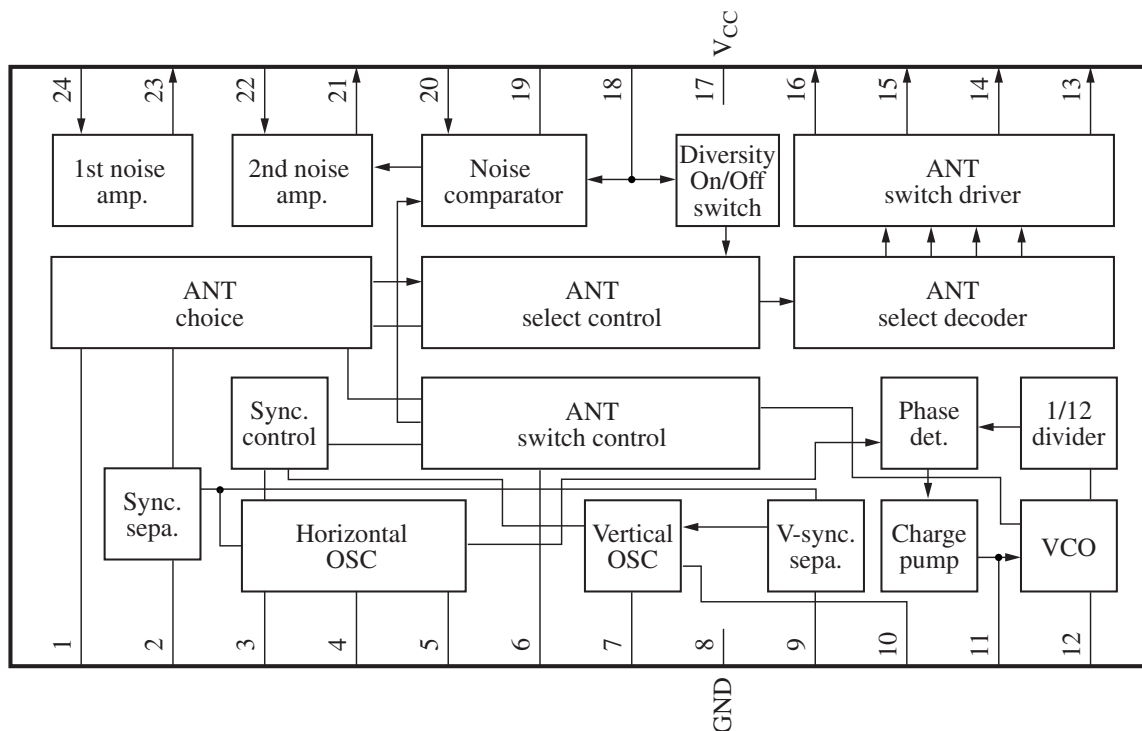 VCC
24
23
22
21
20
19
18
17
16
15
14
13
1st noise
amp.
2nd noise
amp.
Noise
comparator
Diversity
On/Off
switch
ANT
switch driver
ANT
choice
ANT
select control
ANT
select decoder
Sync.
control
ANT
switch control
Phase
det.
1/12
divider
Sync.
sepa.
Horizontal
OSC
Vertical
OSC
V-sync.
sepa.
Charge
pump
VCO
1
2
3
4
5
6
7
8
9
10
11
12
GND